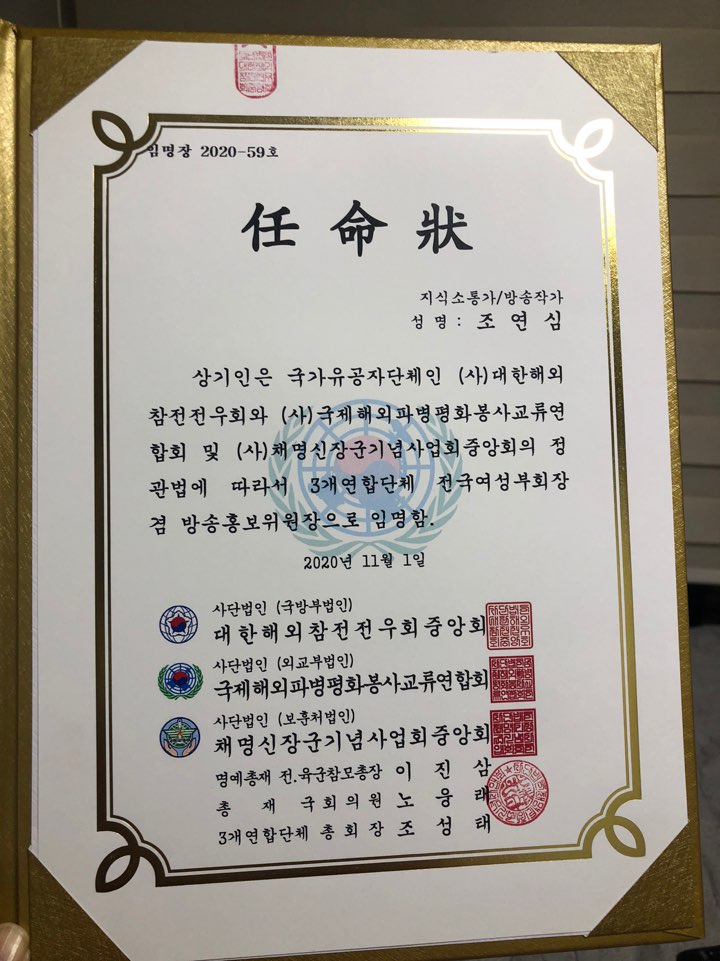 임명장 2020-59호
任命狀
지식소통가/방송작가
성 명 : 조 연 심
상기인은 국가유공자단체인 (사)대한해외
참전전우회와 (사)국제해외파병평화봉사교류연
합회 및 (사)채명신장군기념사업회중앙회의 정
관법에 따라서 3개연합단체 전국여성부회장
겸 방송홍보위원장으로 임명함.
2020년 11월 1일
사단법인 (국방부법인)
대한해외참전전우회중앙회
사단법인 (외교부법인)
국제해외파병평화봉사교류연합회
사단법인 (보훈처법인)
채명신장군기념사업회중앙회
명예총재 전.육군참모총장 이 진 삼
총 재 국회의원 노 웅 래
3개연합단체 총회장 조 성 태